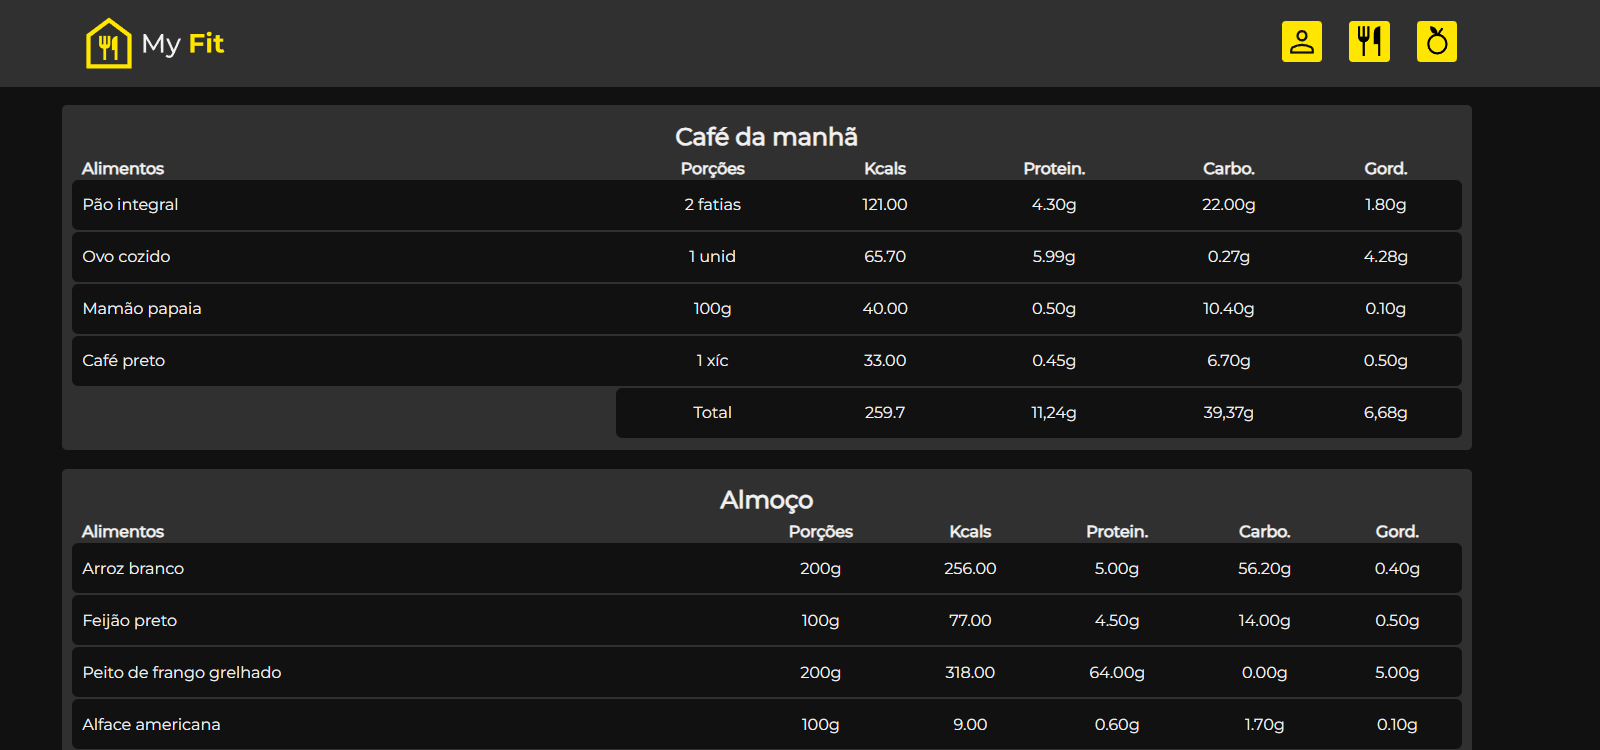 My Fit
Café da manhã
Alimentos Porções Kcals Protein. Carbo. Gord.
Pão integral 2 fatias 121.00 4.30g 22.00g 1.80g
Ovo cozido 1 unid 65.70 5.99g 0.27g 4.28g
Mamão papaia 100g 40.00 0.50g 10.40g 0.10g
Café preto 1 xíc 33.00 0.45g 6.70g 0.50g
Total 259.7 11,24g 39,37g 6,68g
Almoço
Alimentos Porções Kcals Protein. Carbo. Gord.
Arroz branco 200g 256.00 5.00g 56.20g 0.40g
Feijão preto 100g 77.00 4.50g 14.00g 0.50g
Peito de frango grelhado 200g 318.00 64.00g 0.00g 5.00g
Alface americana 100g 9.00 0.60g 1.70g 0.10g